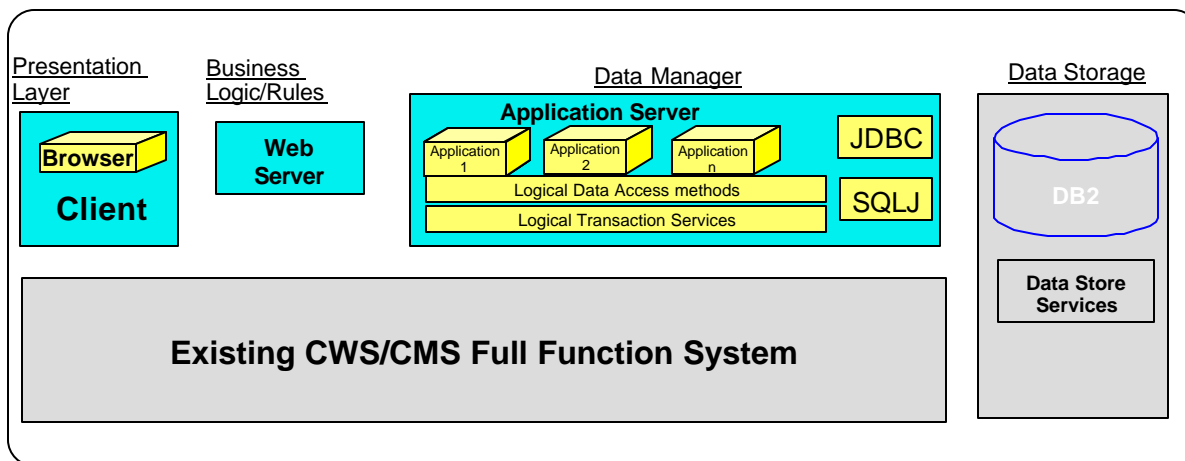 Presentation
Layer
Business
Logic/Rules
Data Manager
Data Storage
Browser
Client
Web
Server
Application Server
Application
1
Application
2
Application
n
Logical Data Access methods
Logical Transaction Services
JDBC
SQLJ
DB2
Data Store
Services
Existing CWS/CMS Full Function System